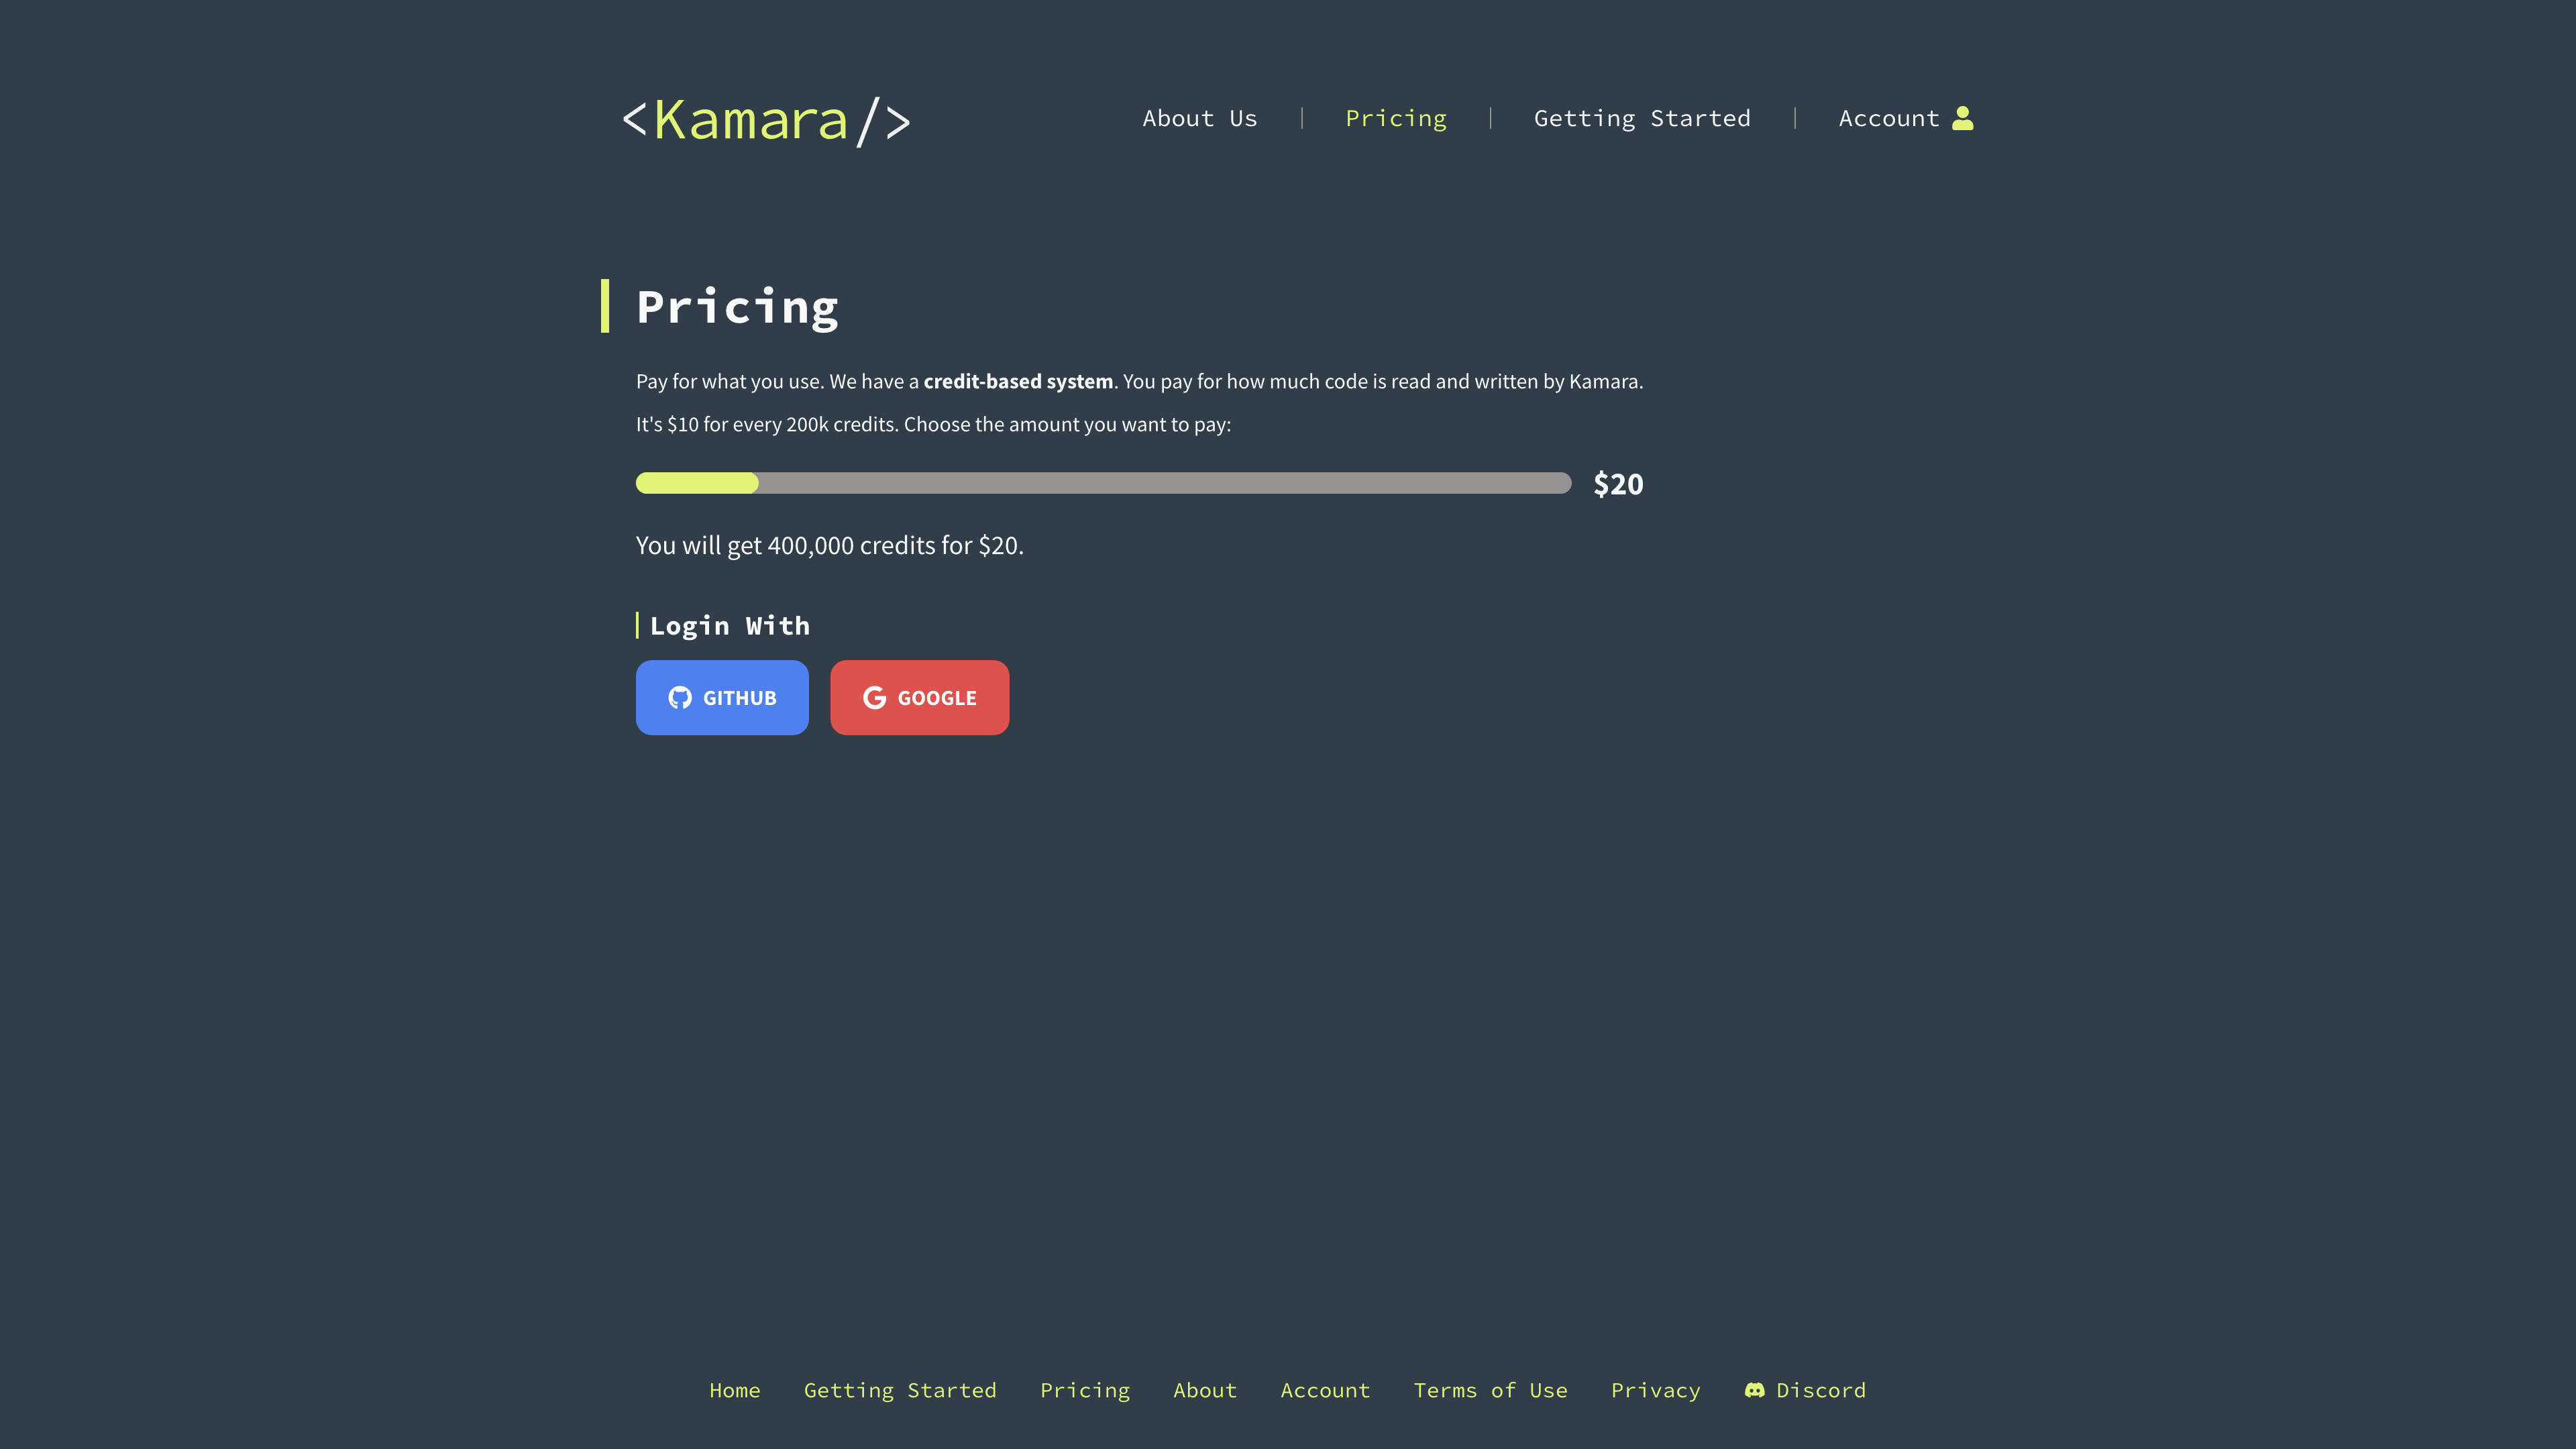 <Kamara/>
About Us | Pricing | Getting Started | Account
Pricing
Pay for what you use. We have a credit-based system. You pay for how much code is read and written by Kamara.
It's $10 for every 200k credits. Choose the amount you want to pay:
$20
You will get 400,000 credits for $20.
Login With
GITHUB GOOGLE
Home Getting Started Pricing About Account Terms of Use Privacy Discord